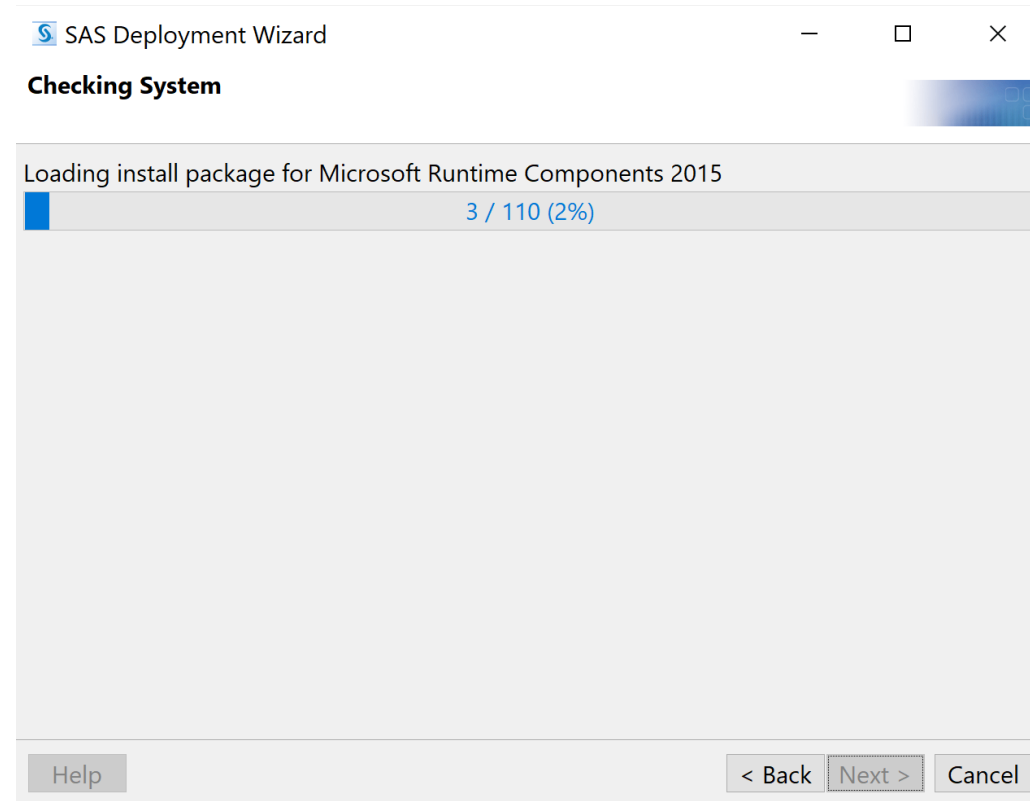 SAS Deployment Wizard
Checking System
Loading install package for Microsoft Runtime Components 2015
3 / 110 (2%)
Help
< Back
Next >
Cancel